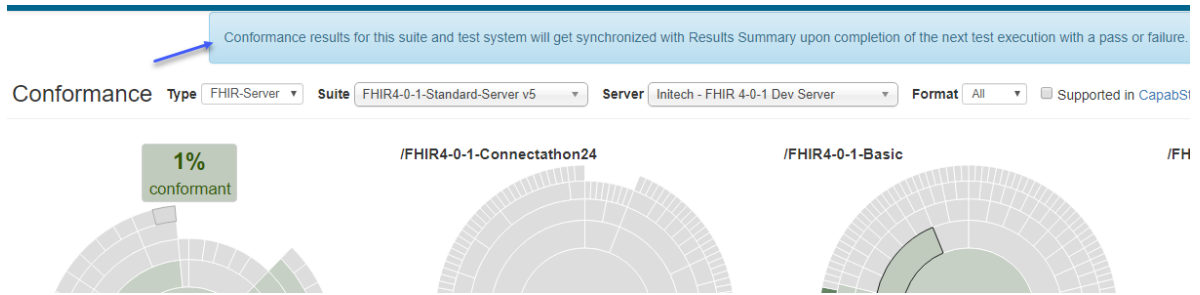 Conformance results for this suite and test system will get synchronized with Results Summary upon completion of the next test execution with a pass or failure.
Conformance Type FHIR-Server Suite FHIR4-0-1-Standard-Server v5 Server Initech - FHIR 4-0-1 Dev Server Format All Supported in CapabSt
1%
conformant
/FHIR4-0-1-Connectathon24
/FHIR4-0-1-Basic
/FH